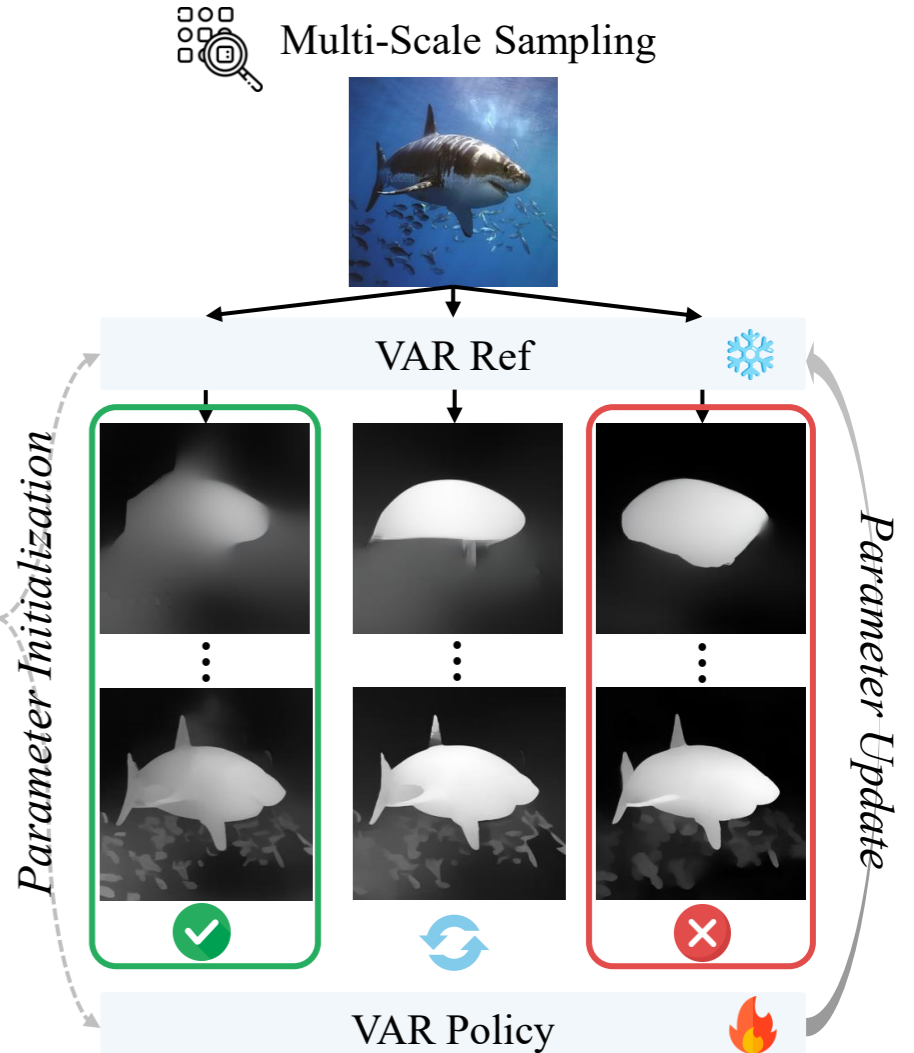 Multi-Scale Sampling
VAR Ref
Parameter Initialization
Parameter Update
VAR Policy